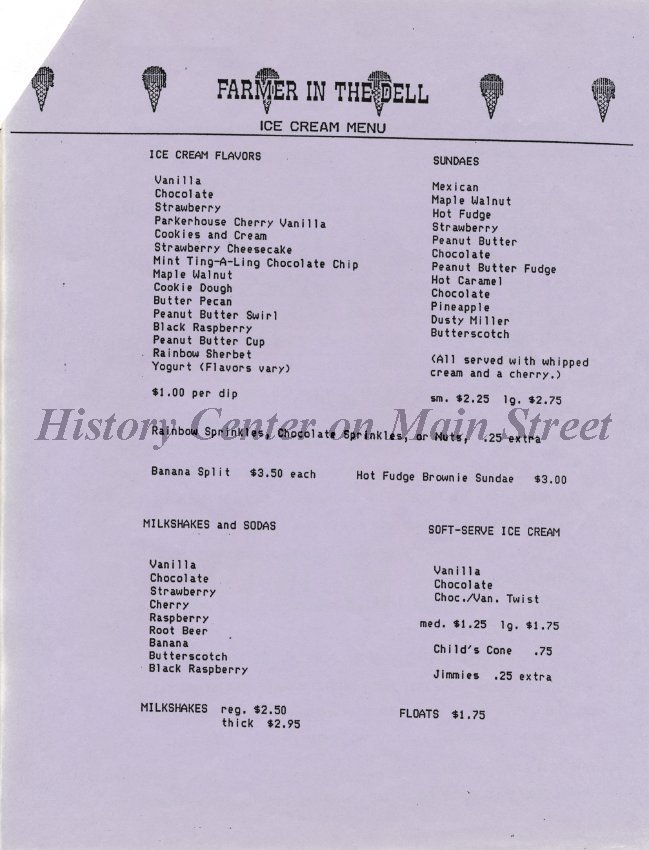 FARMER IN THE DELL
ICE CREAM MENU
ICE CREAM FLAVORS
Vanilla
Chocolate
Strawberry
Parkerhouse Cherry Vanilla
Cookies and Cream
Strawberry Cheesecake
Mint Ting-A-Ling Chocolate Chip
Maple Walnut
Cookie Dough
Butter Pecan
Peanut Butter Swirl
Black Raspberry
Peanut Butter Cup
Rainbow Sherbet
Yogurt (Flavors vary)
$1.00 per dip
SUNDAES
Mexican
Maple Walnut
Hot Fudge
Strawberry
Peanut Butter
Chocolate
Peanut Butter Fudge
Hot Caramel
Chocolate
Pineapple
Dusty Miller
Butterscotch
(All served with whipped
cream and a cherry.)
sm. $2.25 lg. $2.75
History Center on Main Street
Rainbow Sprinkles, Chocolate Sprinkles, or Nuts, .25 extra
Banana Split $3.50 each
Hot Fudge Brownie Sundae $3.00
MILKSHAKES and SODAS
Vanilla
Chocolate
Strawberry
Cherry
Raspberry
Root Beer
Banana
Butterscotch
Black Raspberry
MILKSHAKES reg. $2.50
thick $2.95
SOFT-SERVE ICE CREAM
Vanilla
Chocolate
Choc./Van. Twist
med. $1.25 lg. $1.75
Child's Cone .75
Jimmies .25 extra
FLOATS $1.75